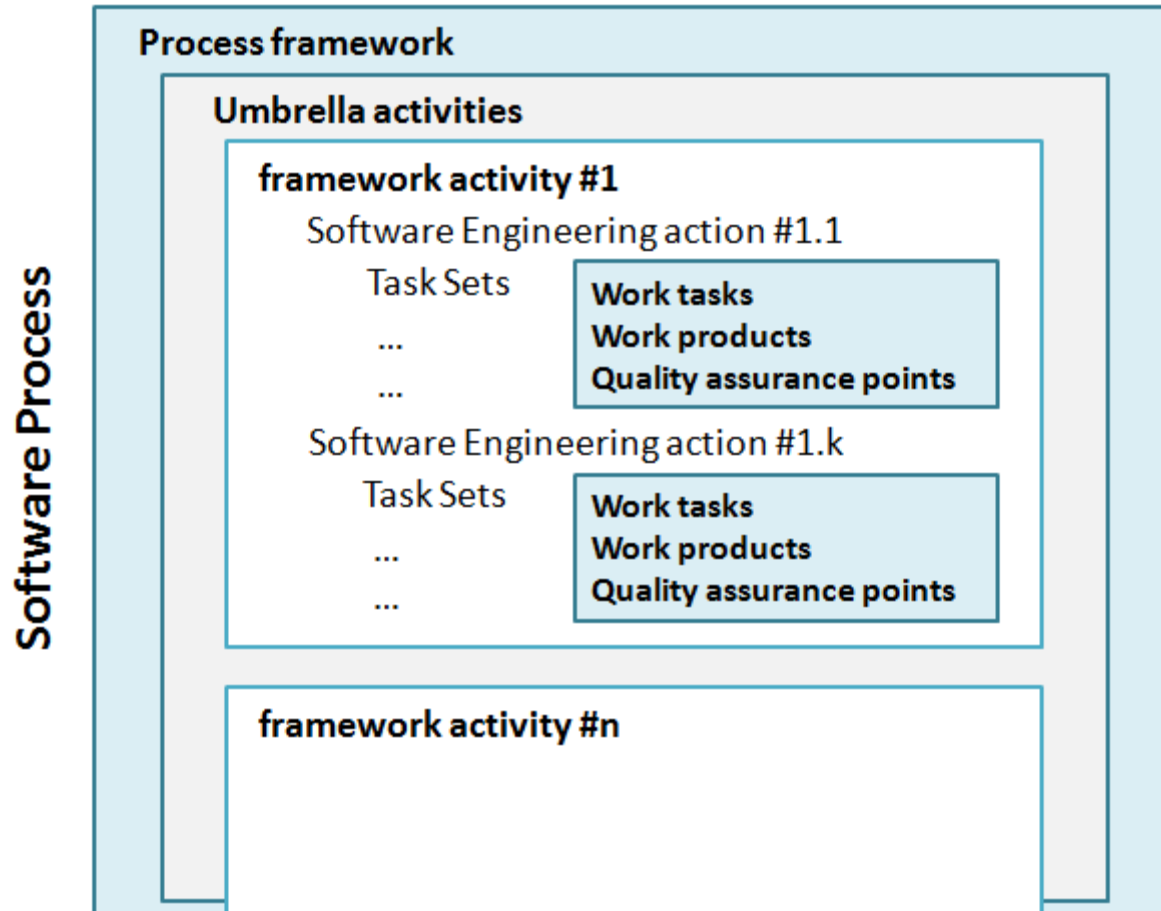 Software Process
Process framework
Umbrella activities
framework activity #1
Software Engineering action #1.1
Task Sets
...
...
Work tasks
Work products
Quality assurance points
Software Engineering action #1.k
Task Sets
...
...
Work tasks
Work products
Quality assurance points
framework activity #n